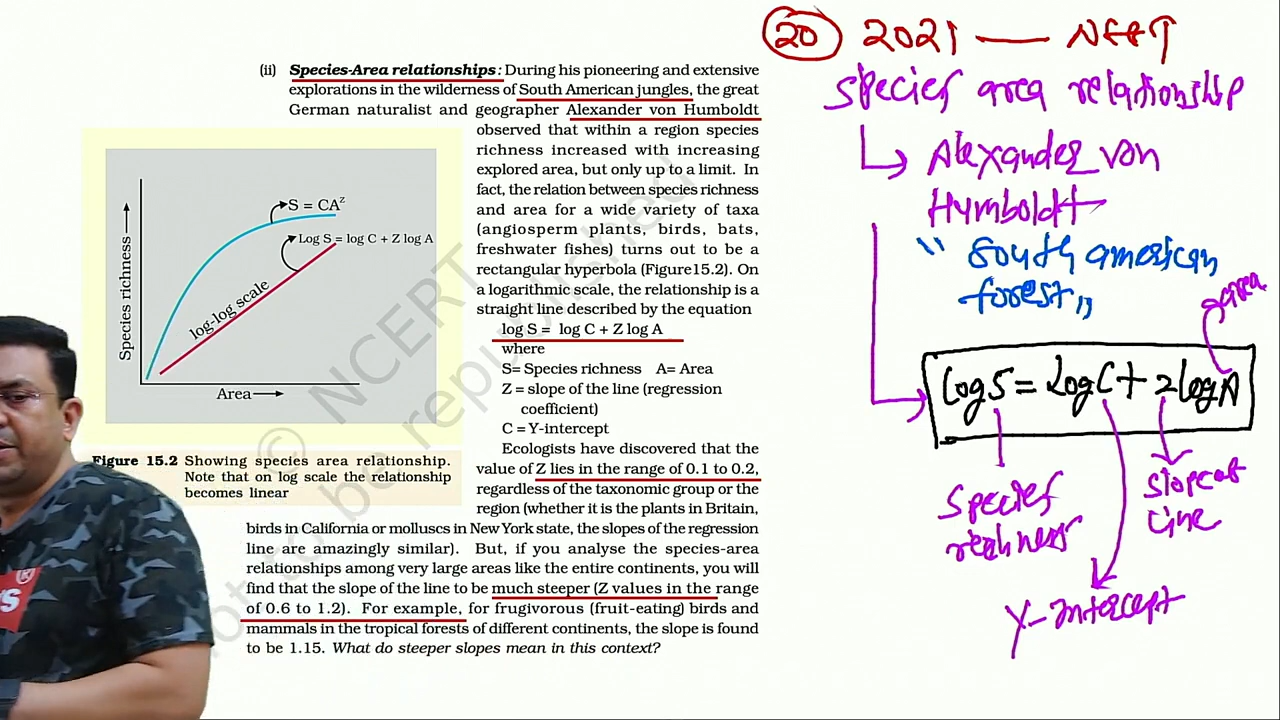 (ii) Species-Area relationships: During his pioneering and extensive
explorations in the wilderness of South American jungles, the great
German naturalist and geographer Alexander von Humboldt
observed that within a region species
richness increased with increasing
explored area, but only up to a limit. In
fact, the relation between species richness
and area for a wide variety of taxa
(angiosperm plants, birds, bats,
freshwater fishes) turns out to be a
rectangular hyperbola (Figure15.2). On
a logarithmic scale, the relationship is a
straight line described by the equation
log S = log C + Z log A
where
S= Species richness A= Area
Z = slope of the line (regression
coefficient)
C = Y-intercept
Ecologists have discovered that the
value of Z lies in the range of 0.1 to 0.2,
regardless of the taxonomic group or the
region (whether it is the plants in Britain,
birds in California or molluscs in New York state, the slopes of the regression
line are amazingly similar). But, if you analyse the species-area
relationships among very large areas like the entire continents, you will
find that the slope of the line to be much steeper (Z values in the range
of 0.6 to 1.2). For example, for frugivorous (fruit-eating) birds and
mammals in the tropical forests of different continents, the slope is found
to be 1.15. What do steeper slopes mean in this context?
Species richness
S = CA^z
Log S = log C + Z log A
log-log scale
Area
Figure 15.2 Showing species area relationship.
Note that on log scale the relationship
becomes linear
© NCERT
not to be republished
20 2021 — NEET
Species area relationship
Alexander von
Humboldt
" South american
forest,,
area
Log S = Log C + Z log A
Species
reahness
Slope of
Line
Y-Intercept